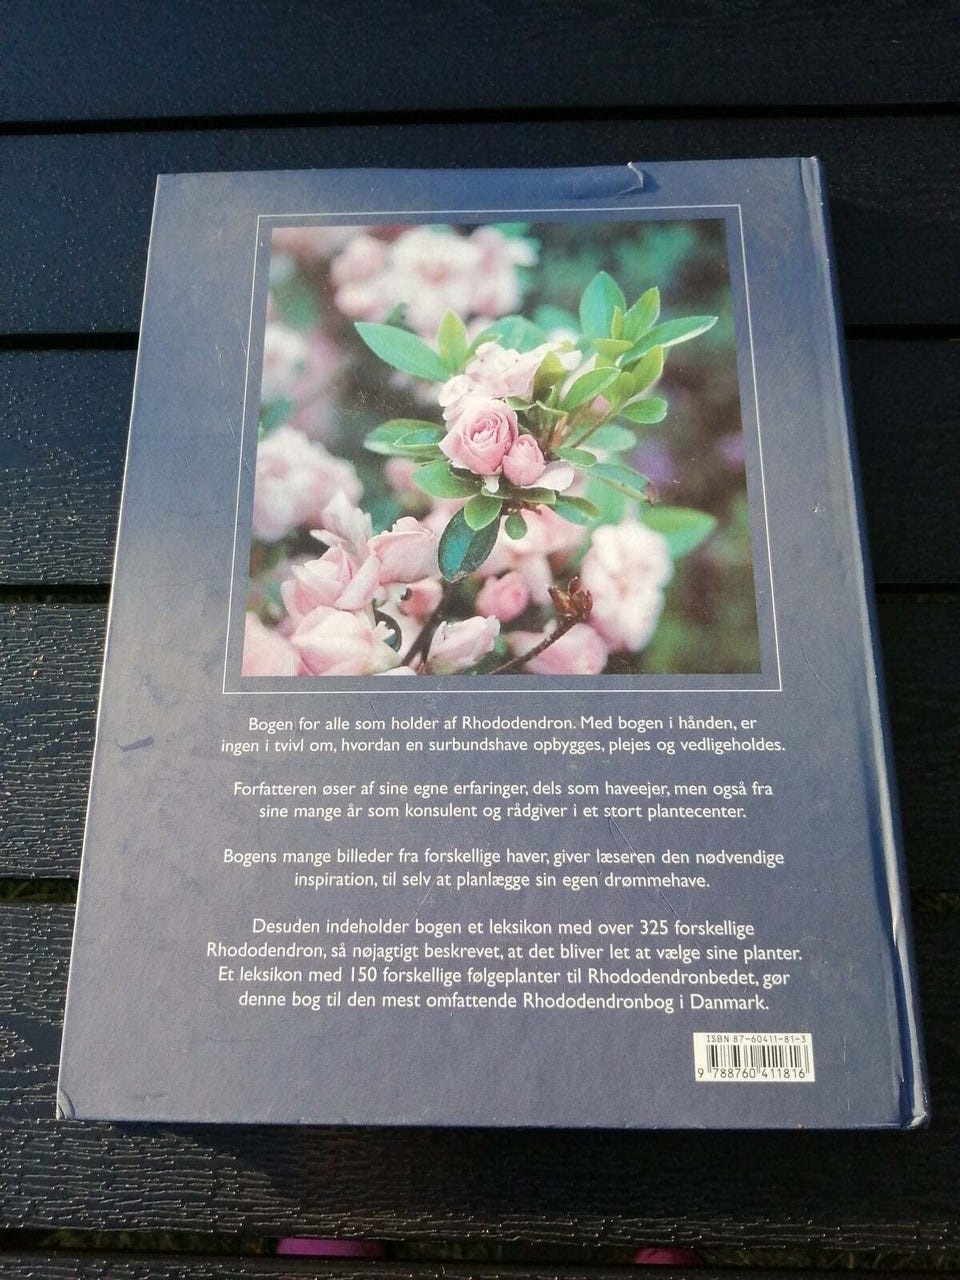 Bogen for alle som holder af Rhododendron. Med bogen i hånden, er
ingen i tvivl om, hvordan en surbundshave opbygges, plejes og vedligeholdes.
Forfatteren øser af sine egne erfaringer, dels som haveejer, men også fra
sine mange år som konsulent og rådgiver i et stort plantecenter.
Bogens mange billeder fra forskellige haver, giver læseren den nødvendige
inspiration, til selv at planlægge sin egen drømmehave.
Desuden indeholder bogen et leksikon med over 325 forskellige
Rhododendron, så nøjagtigt beskrevet, at det bliver let at vælge sine planter.
Et leksikon med 150 forskellige følgeplanter til Rhododendronbedet, gør
denne bog til den mest omfattende Rhododendronbog i Danmark.
ISBN 87-60411-81-3
9 788760 411816